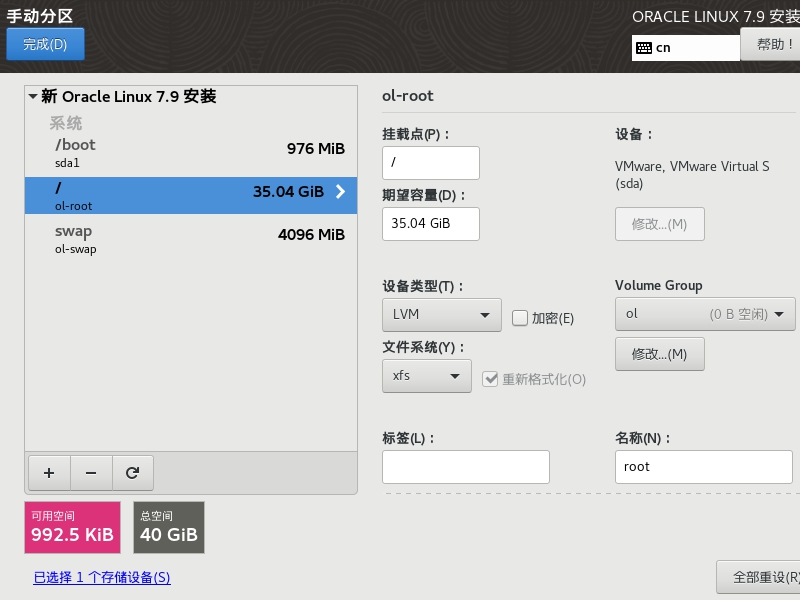 手动分区
ORACLE LINUX 7.9 安装
完成(D)
cn
帮助！
新 Oracle Linux 7.9 安装
系统
/boot
976 MiB
sda1
/
35.04 GiB
ol-root
swap
4096 MiB
ol-swap
+
−
可用空间
992.5 KiB
总空间
40 GiB
已选择 1 个存储设备(S)
ol-root
挂载点(P)：
/
期望容量(D)：
35.04 GiB
设备：
VMware, VMware Virtual S
(sda)
修改...(M)
设备类型(T)：
LVM
加密(E)
Volume Group
ol (0 B 空闲)
修改...(M)
文件系统(Y)：
xfs
重新格式化(O)
标签(L)：
名称(N)：
root
全部重设(R